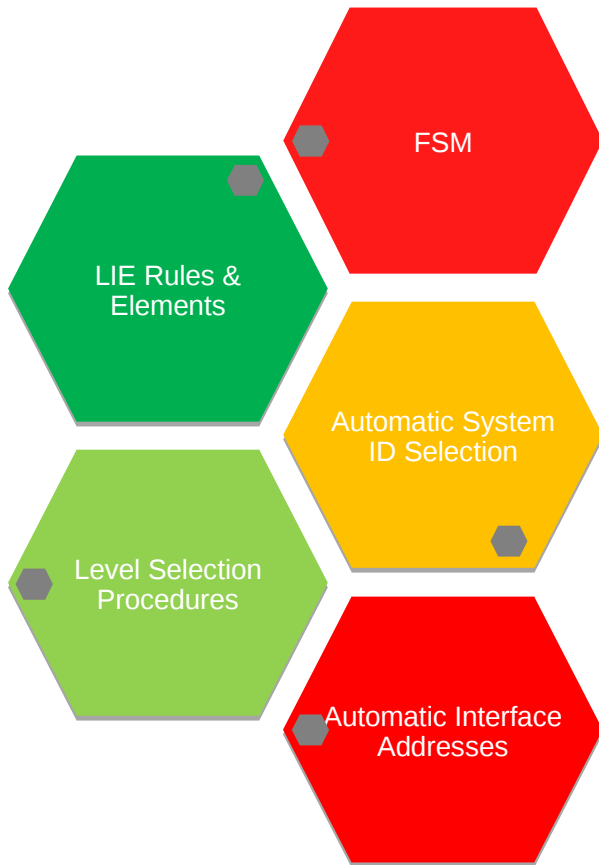 FSM
LIE Rules &
Elements
Automatic System
ID Selection
Level Selection
Procedures
Automatic Interface
Addresses